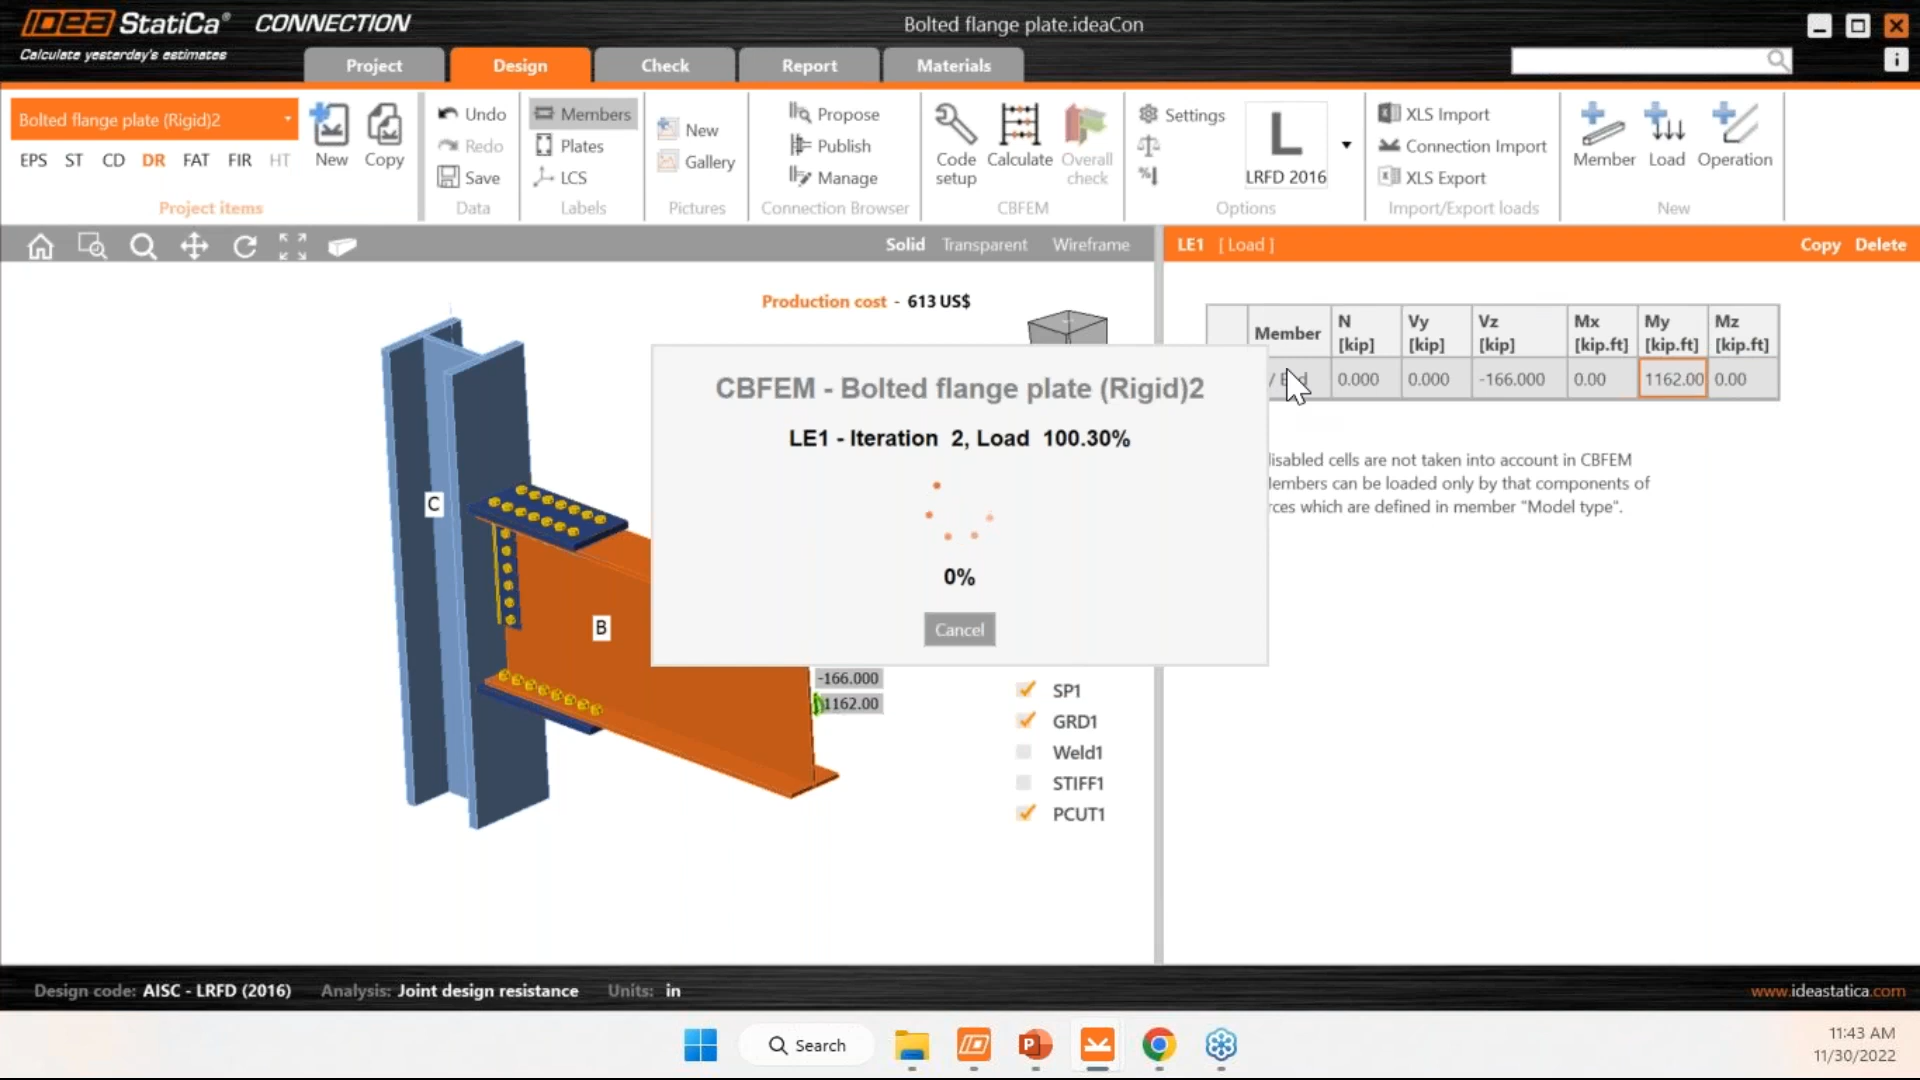 IDEA StatiCa® CONNECTION
Calculate yesterday's estimates
Bolted flange plate.ideaCon
Project
Design
Check
Report
Materials
Bolted flange plate (Rigid)2
EPS ST CD DR FAT FIR HT
New
Copy
Project items
Undo
Redo
Save
Data
Members
Plates
LCS
Labels
New
Gallery
Pictures
Propose
Publish
Manage
Connection Browser
Code setup
Calculate
Overall check
CBFEM
Settings
L
LRFD 2016
Options
XLS Import
Connection Import
XLS Export
Import/Export loads
Member
Load
Operation
New
Solid Transparent Wireframe
LE1 [ Load ]
Copy Delete
Production cost - 613 US$
Member N [kip] Vy [kip] Vz [kip] Mx [kip.ft] My [kip.ft] Mz [kip.ft]
0.000 0.000 -166.000 0.00 1162.00 0.00
isabled cells are not taken into account in CBFEM
embers can be loaded only by that components of
rces which are defined in member "Model type".
CBFEM - Bolted flange plate (Rigid)2
LE1 - Iteration 2, Load 100.30%
0%
Cancel
C
B
-166.000
1162.00
SP1
GRD1
Weld1
STIFF1
PCUT1
Design code: AISC - LRFD (2016) Analysis: Joint design resistance Units: in
www.ideastatica.com
Search
11:43 AM
11/30/2022